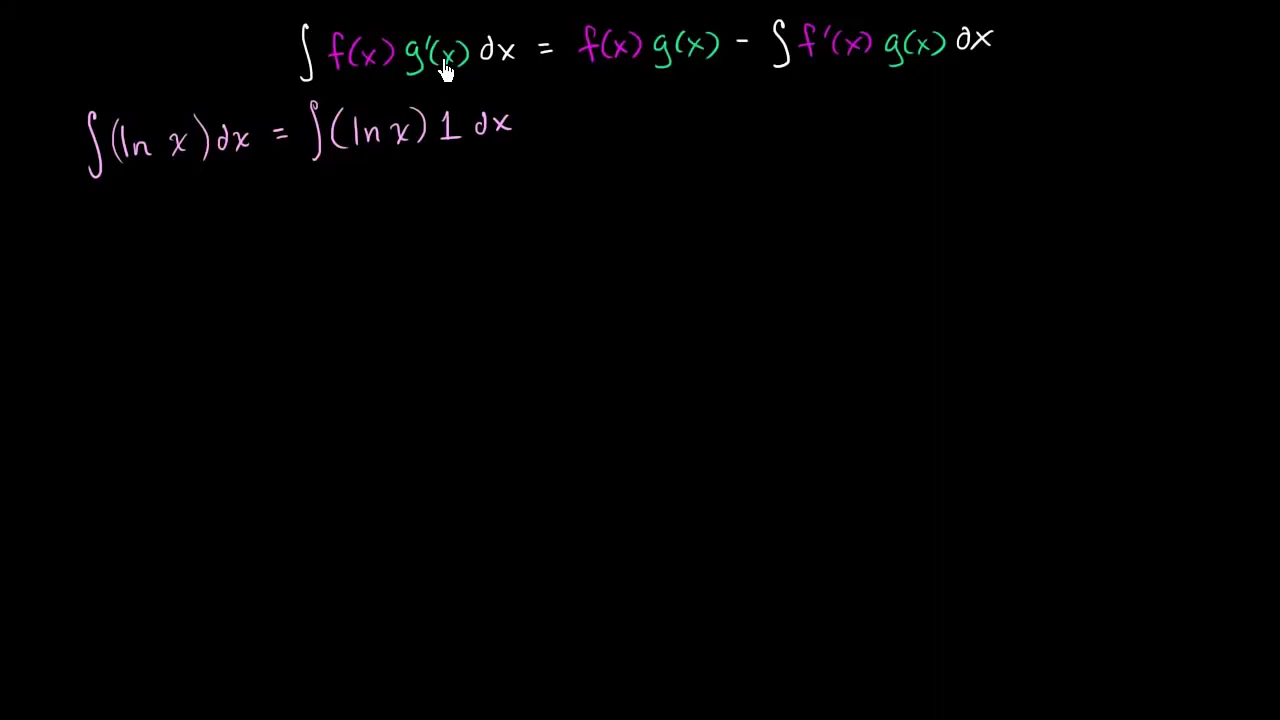 ∫ f(x) g'(x) dx = f(x) g(x) - ∫ f'(x) g(x) dx
∫(ln x)dx = ∫(ln x) 1 dx